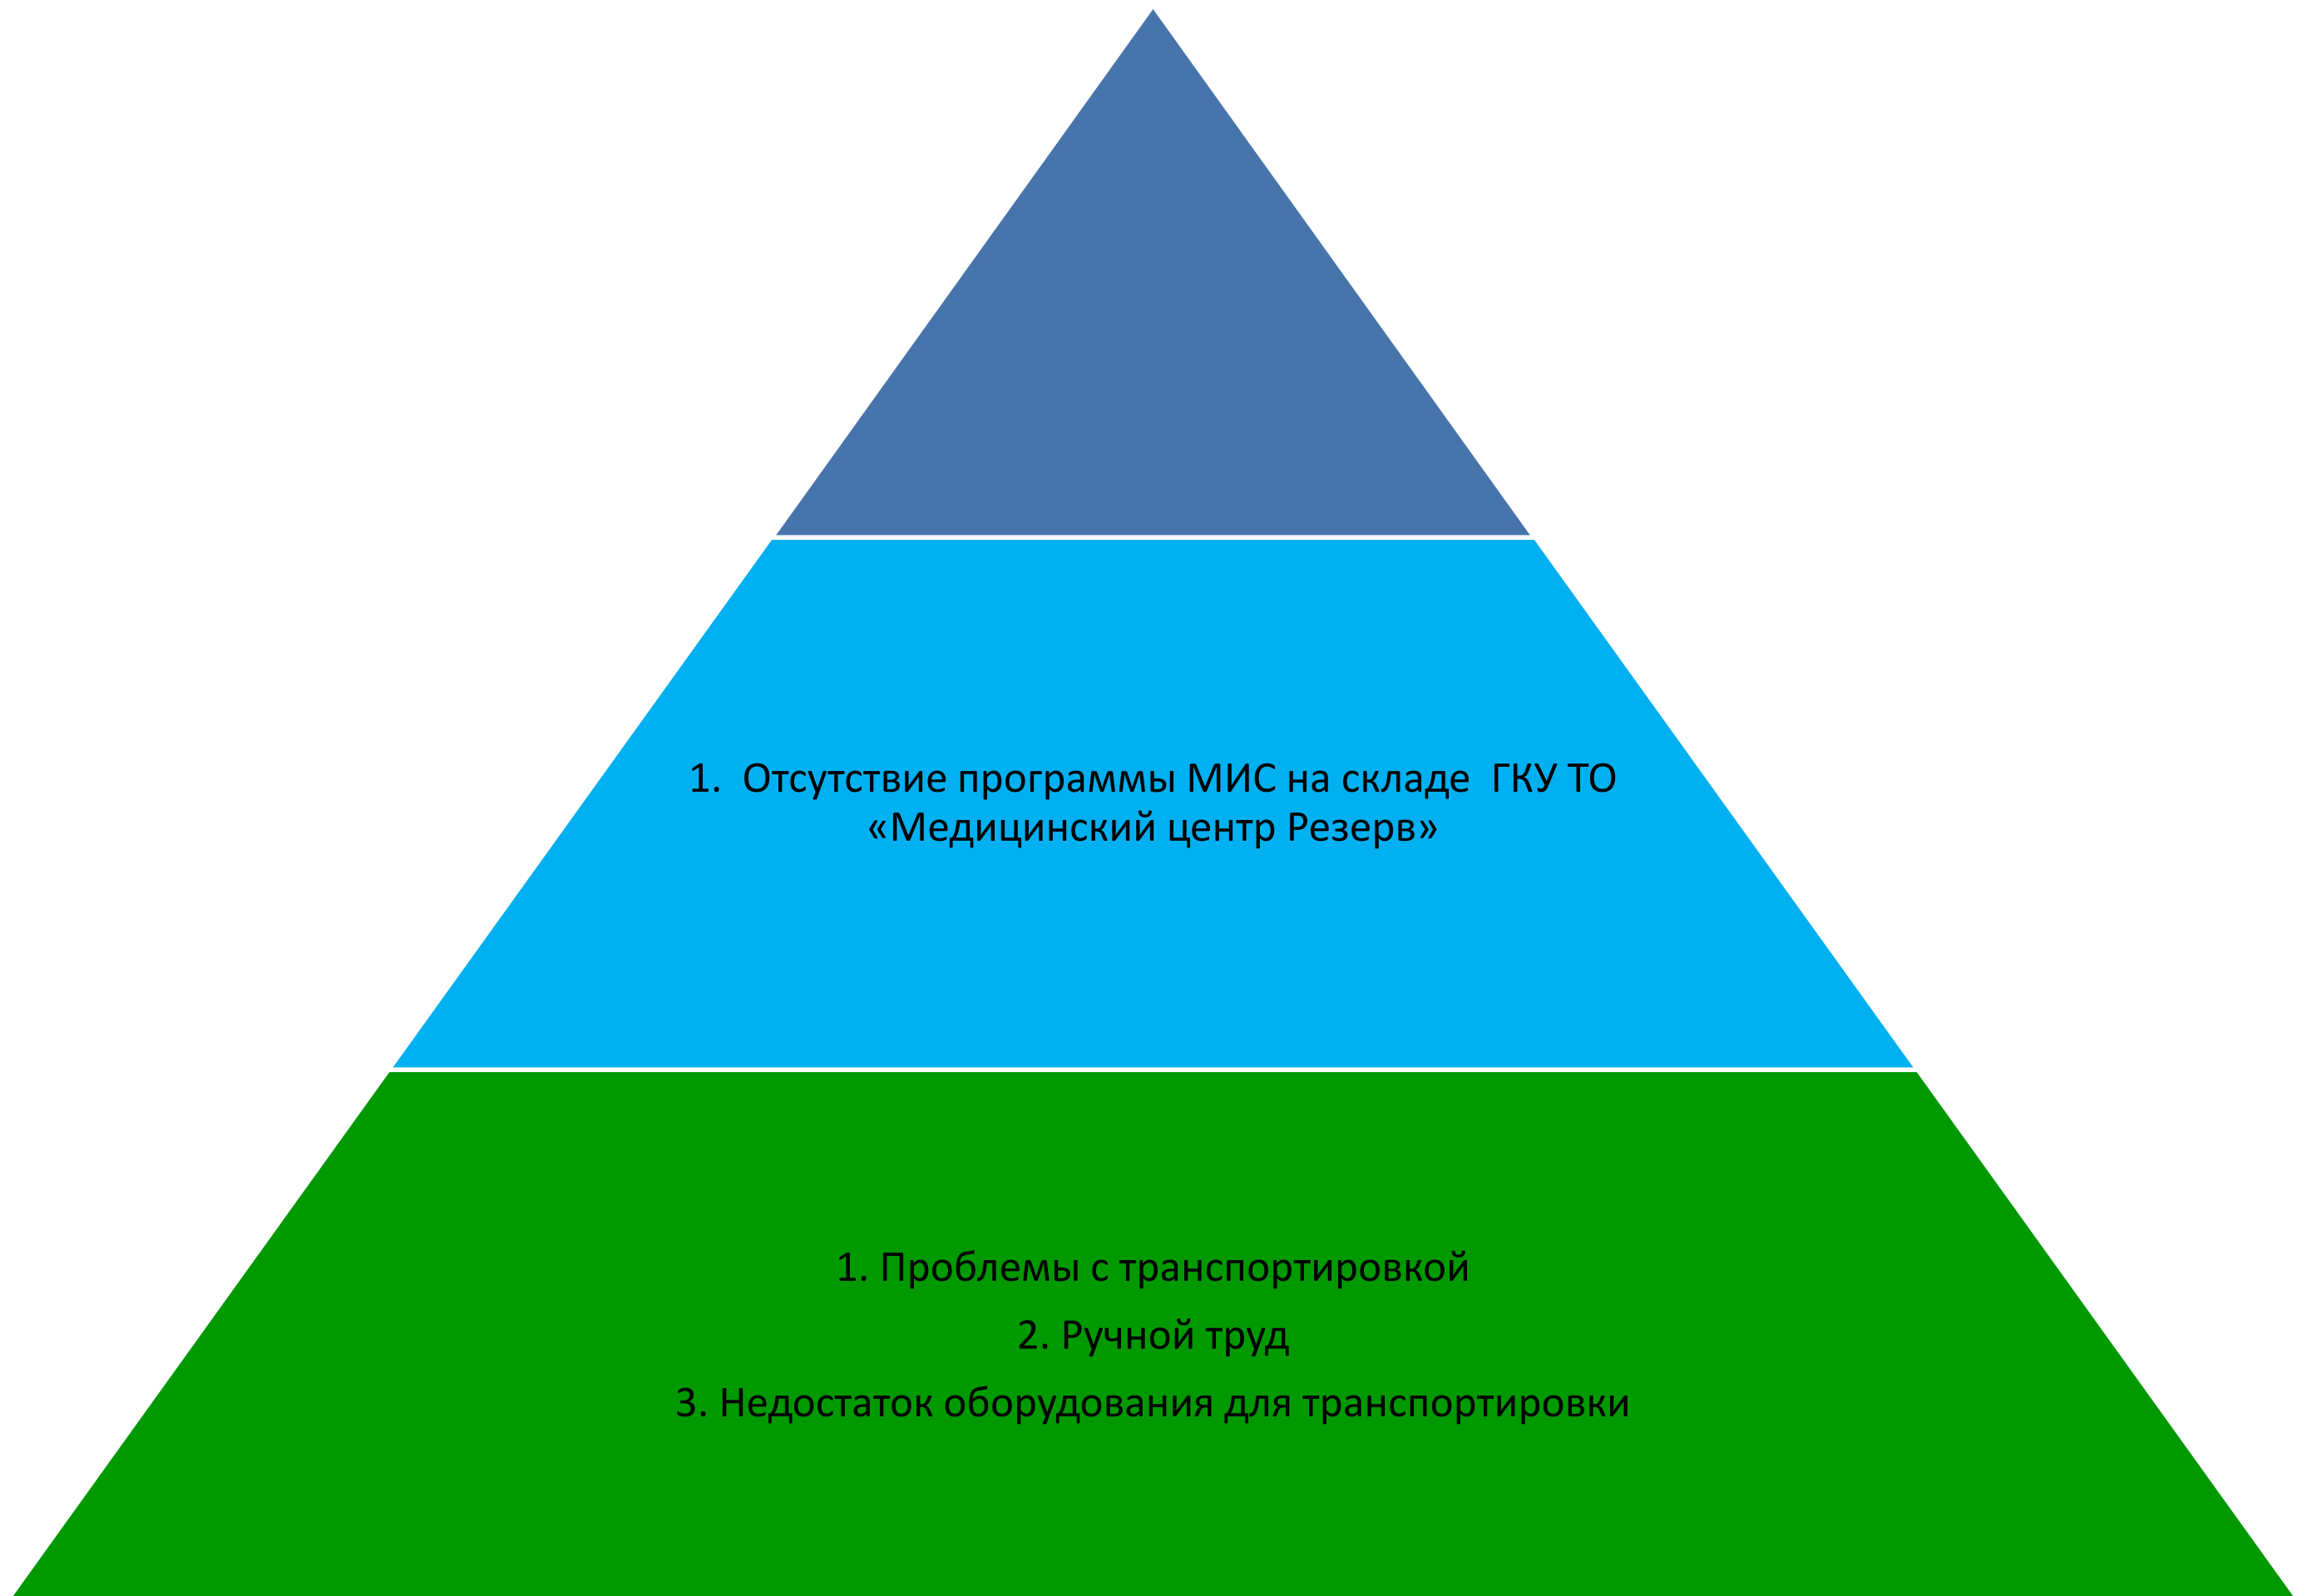 1. Отсутствие программы МИС на складе ГКУ ТО
«Медицинский центр Резерв»
1. Проблемы с транспортировкой
2. Ручной труд
3. Недостаток оборудования для транспортировки